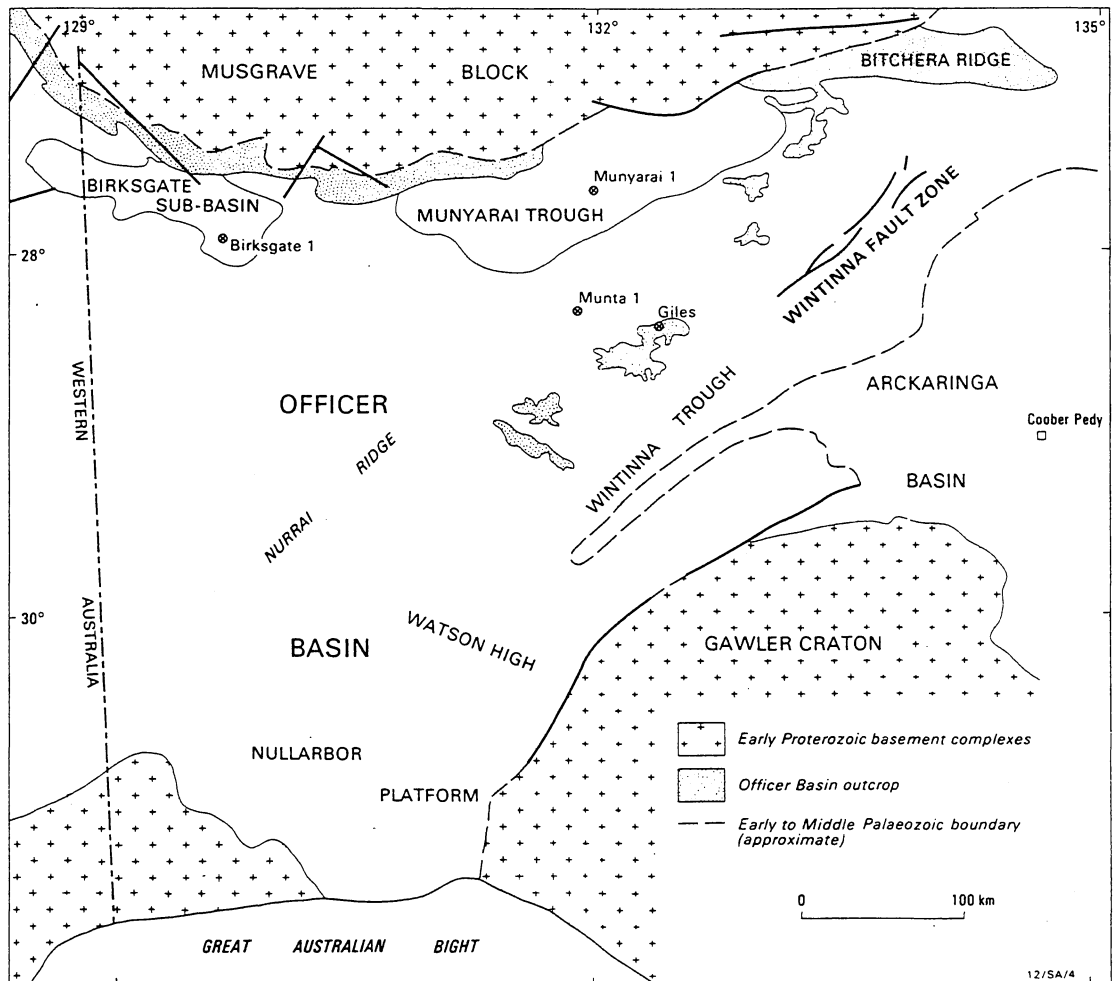 129°
132°
135°
MUSGRAVE BLOCK
BITCHERA RIDGE
BIRKSGATE
SUB-BASIN
Munyarai 1
MUNYARAI TROUGH
Birksgate 1
28°
WINTINNA FAULT ZONE
Munta 1
Giles
WESTERN
AUSTRALIA
OFFICER
BASIN
NURRAI RIDGE
WINTINNA TROUGH
ARCKARINGA
BASIN
Coober Pedy
30°
WATSON HIGH
GAWLER CRATON
NULLARBOR
PLATFORM
Early Proterozoic basement complexes
Officer Basin outcrop
Early to Middle Palaeozoic boundary
(approximate)
0 100 km
GREAT AUSTRALIAN BIGHT
12/SA/4